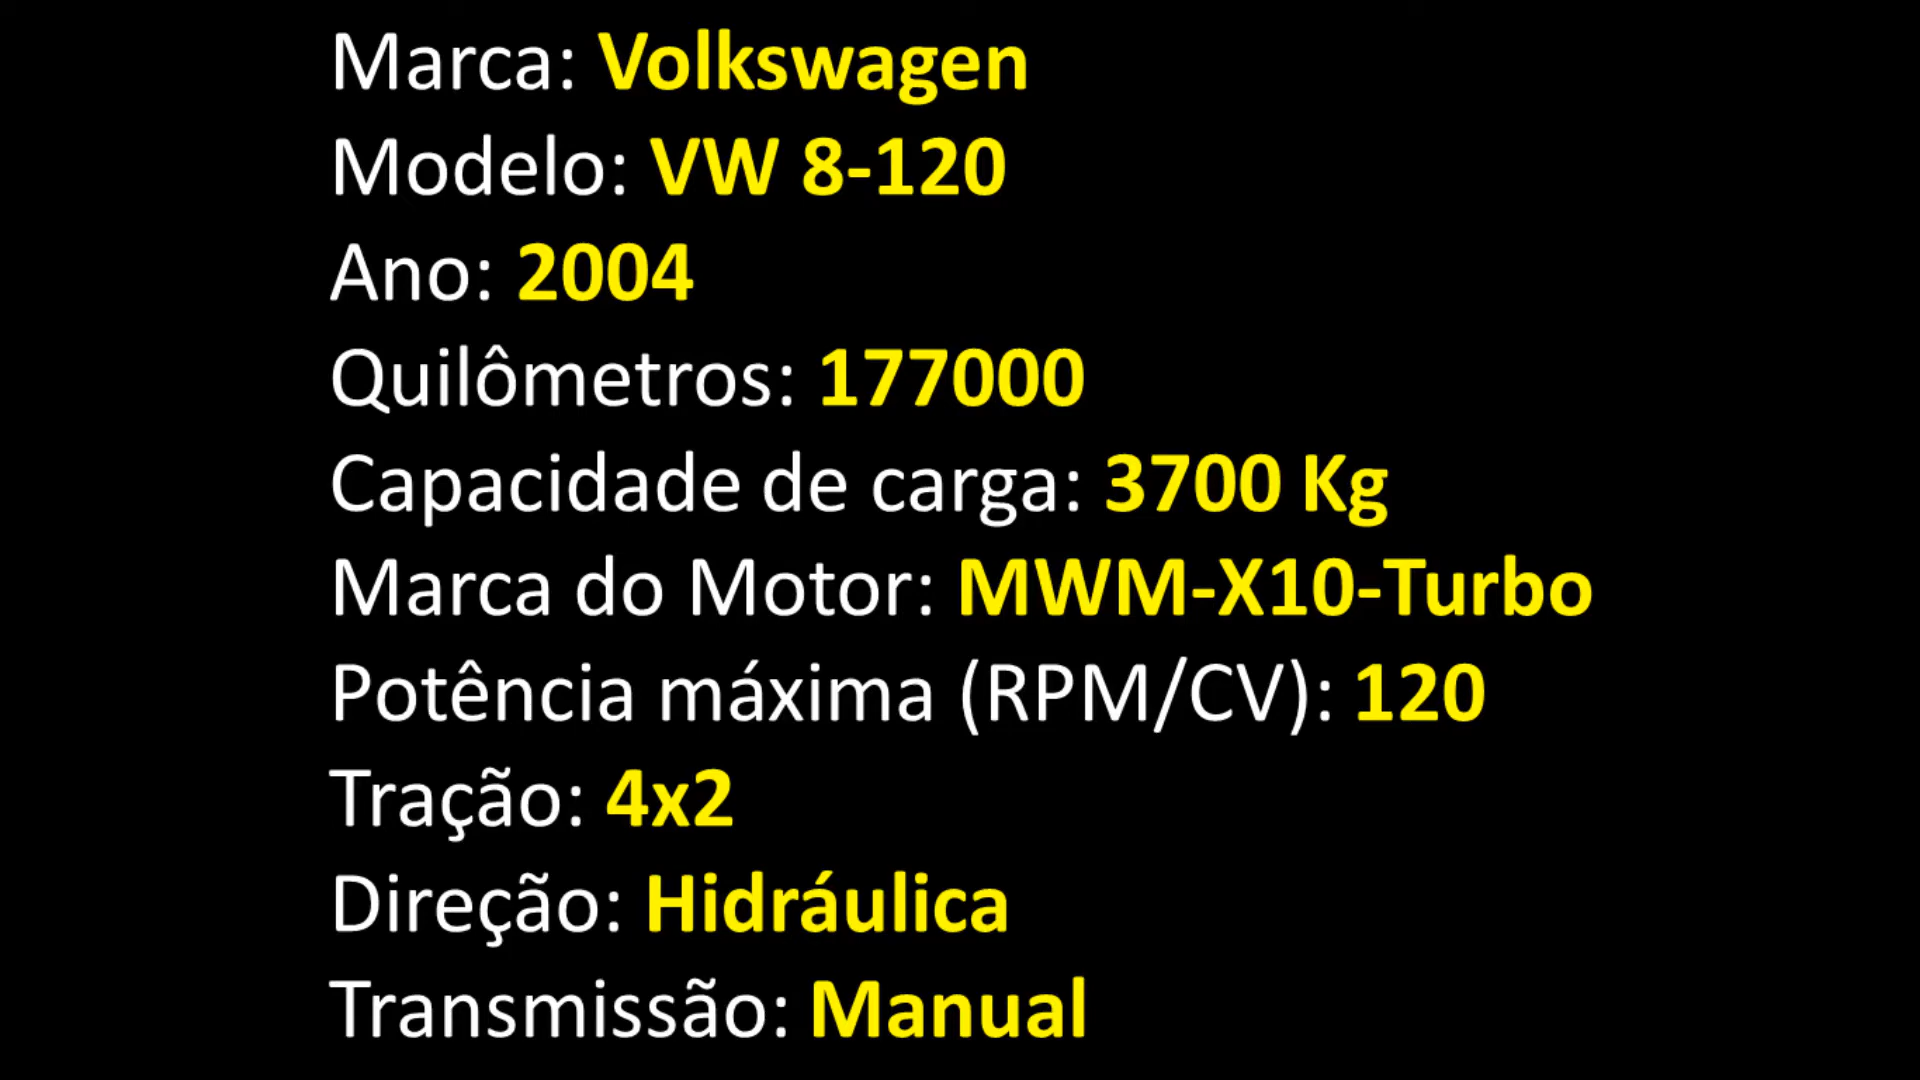 Marca: Volkswagen
Modelo: VW 8-120
Ano: 2004
Quilômetros: 177000
Capacidade de carga: 3700 Kg
Marca do Motor: MWM-X10-Turbo
Potência máxima (RPM/CV): 120
Tração: 4x2
Direção: Hidráulica
Transmissão: Manual